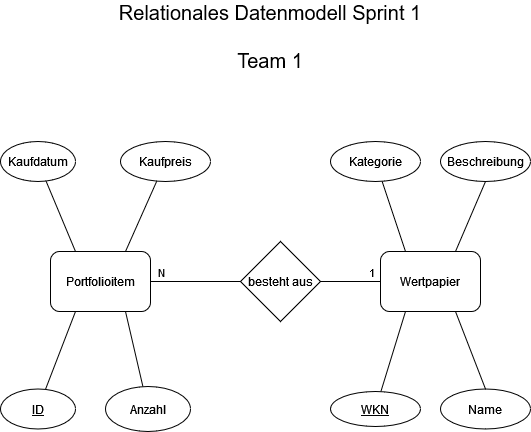 Relationales Datenmodell Sprint 1
Team 1
Kaufdatum
Kaufpreis
Kategorie
Beschreibung
Portfolioitem
N
besteht aus
1
Wertpapier
ID
Anzahl
WKN
Name